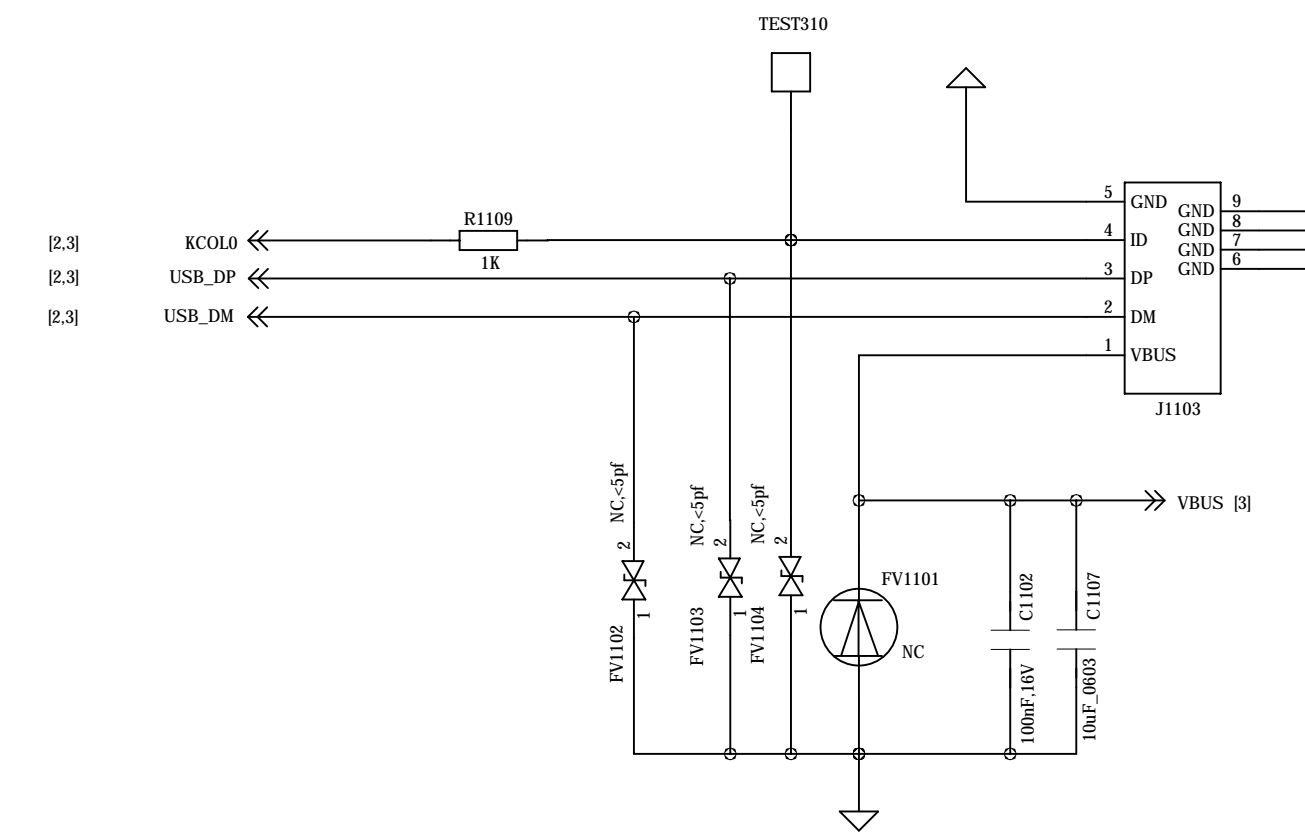 TEST310
5 GND GND 9
[2,3] KCOL0 R1109 4 ID GND 8
1K GND 7
[2,3] USB_DP 3 DP GND 6
[2,3] USB_DM 2 DM
1 VBUS
J1103
NC,<5pf
NC,<5pf
NC,<5pf
VBUS [3]
2
2
2
FV1101
C1102
C1107
1
1
1
FV1102
FV1103
FV1104
NC
100nF,16V
10uF_0603